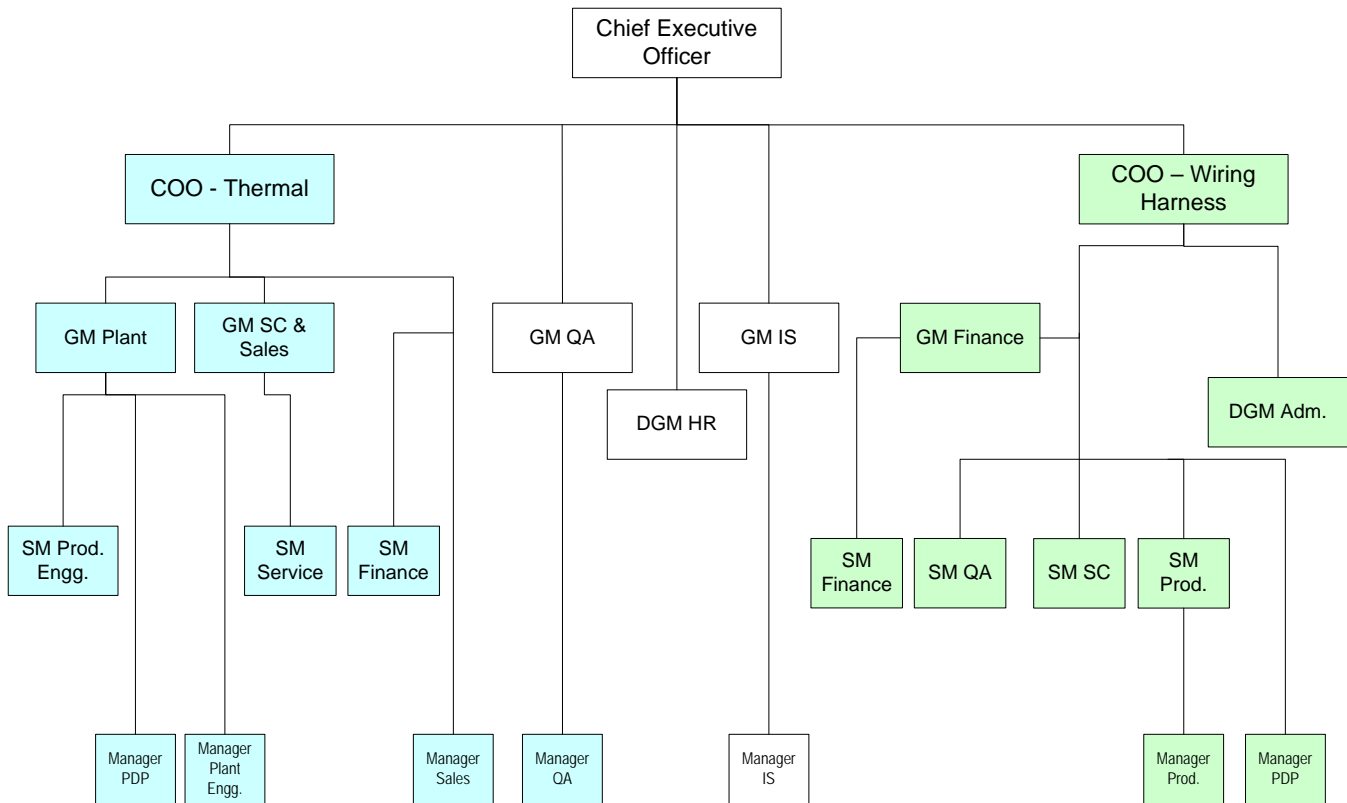 Chief Executive
Officer
COO - Thermal
COO – Wiring
Harness
GM Plant
GM SC &
Sales
GM QA
GM IS
GM Finance
DGM HR
DGM Adm.
SM Prod.
Engg.
SM
Service
SM
Finance
SM
Finance
SM QA
SM SC
SM
Prod.
Manager
PDP
Manager
Plant
Engg.
Manager
Sales
Manager
QA
Manager
IS
Manager
Prod.
Manager
PDP